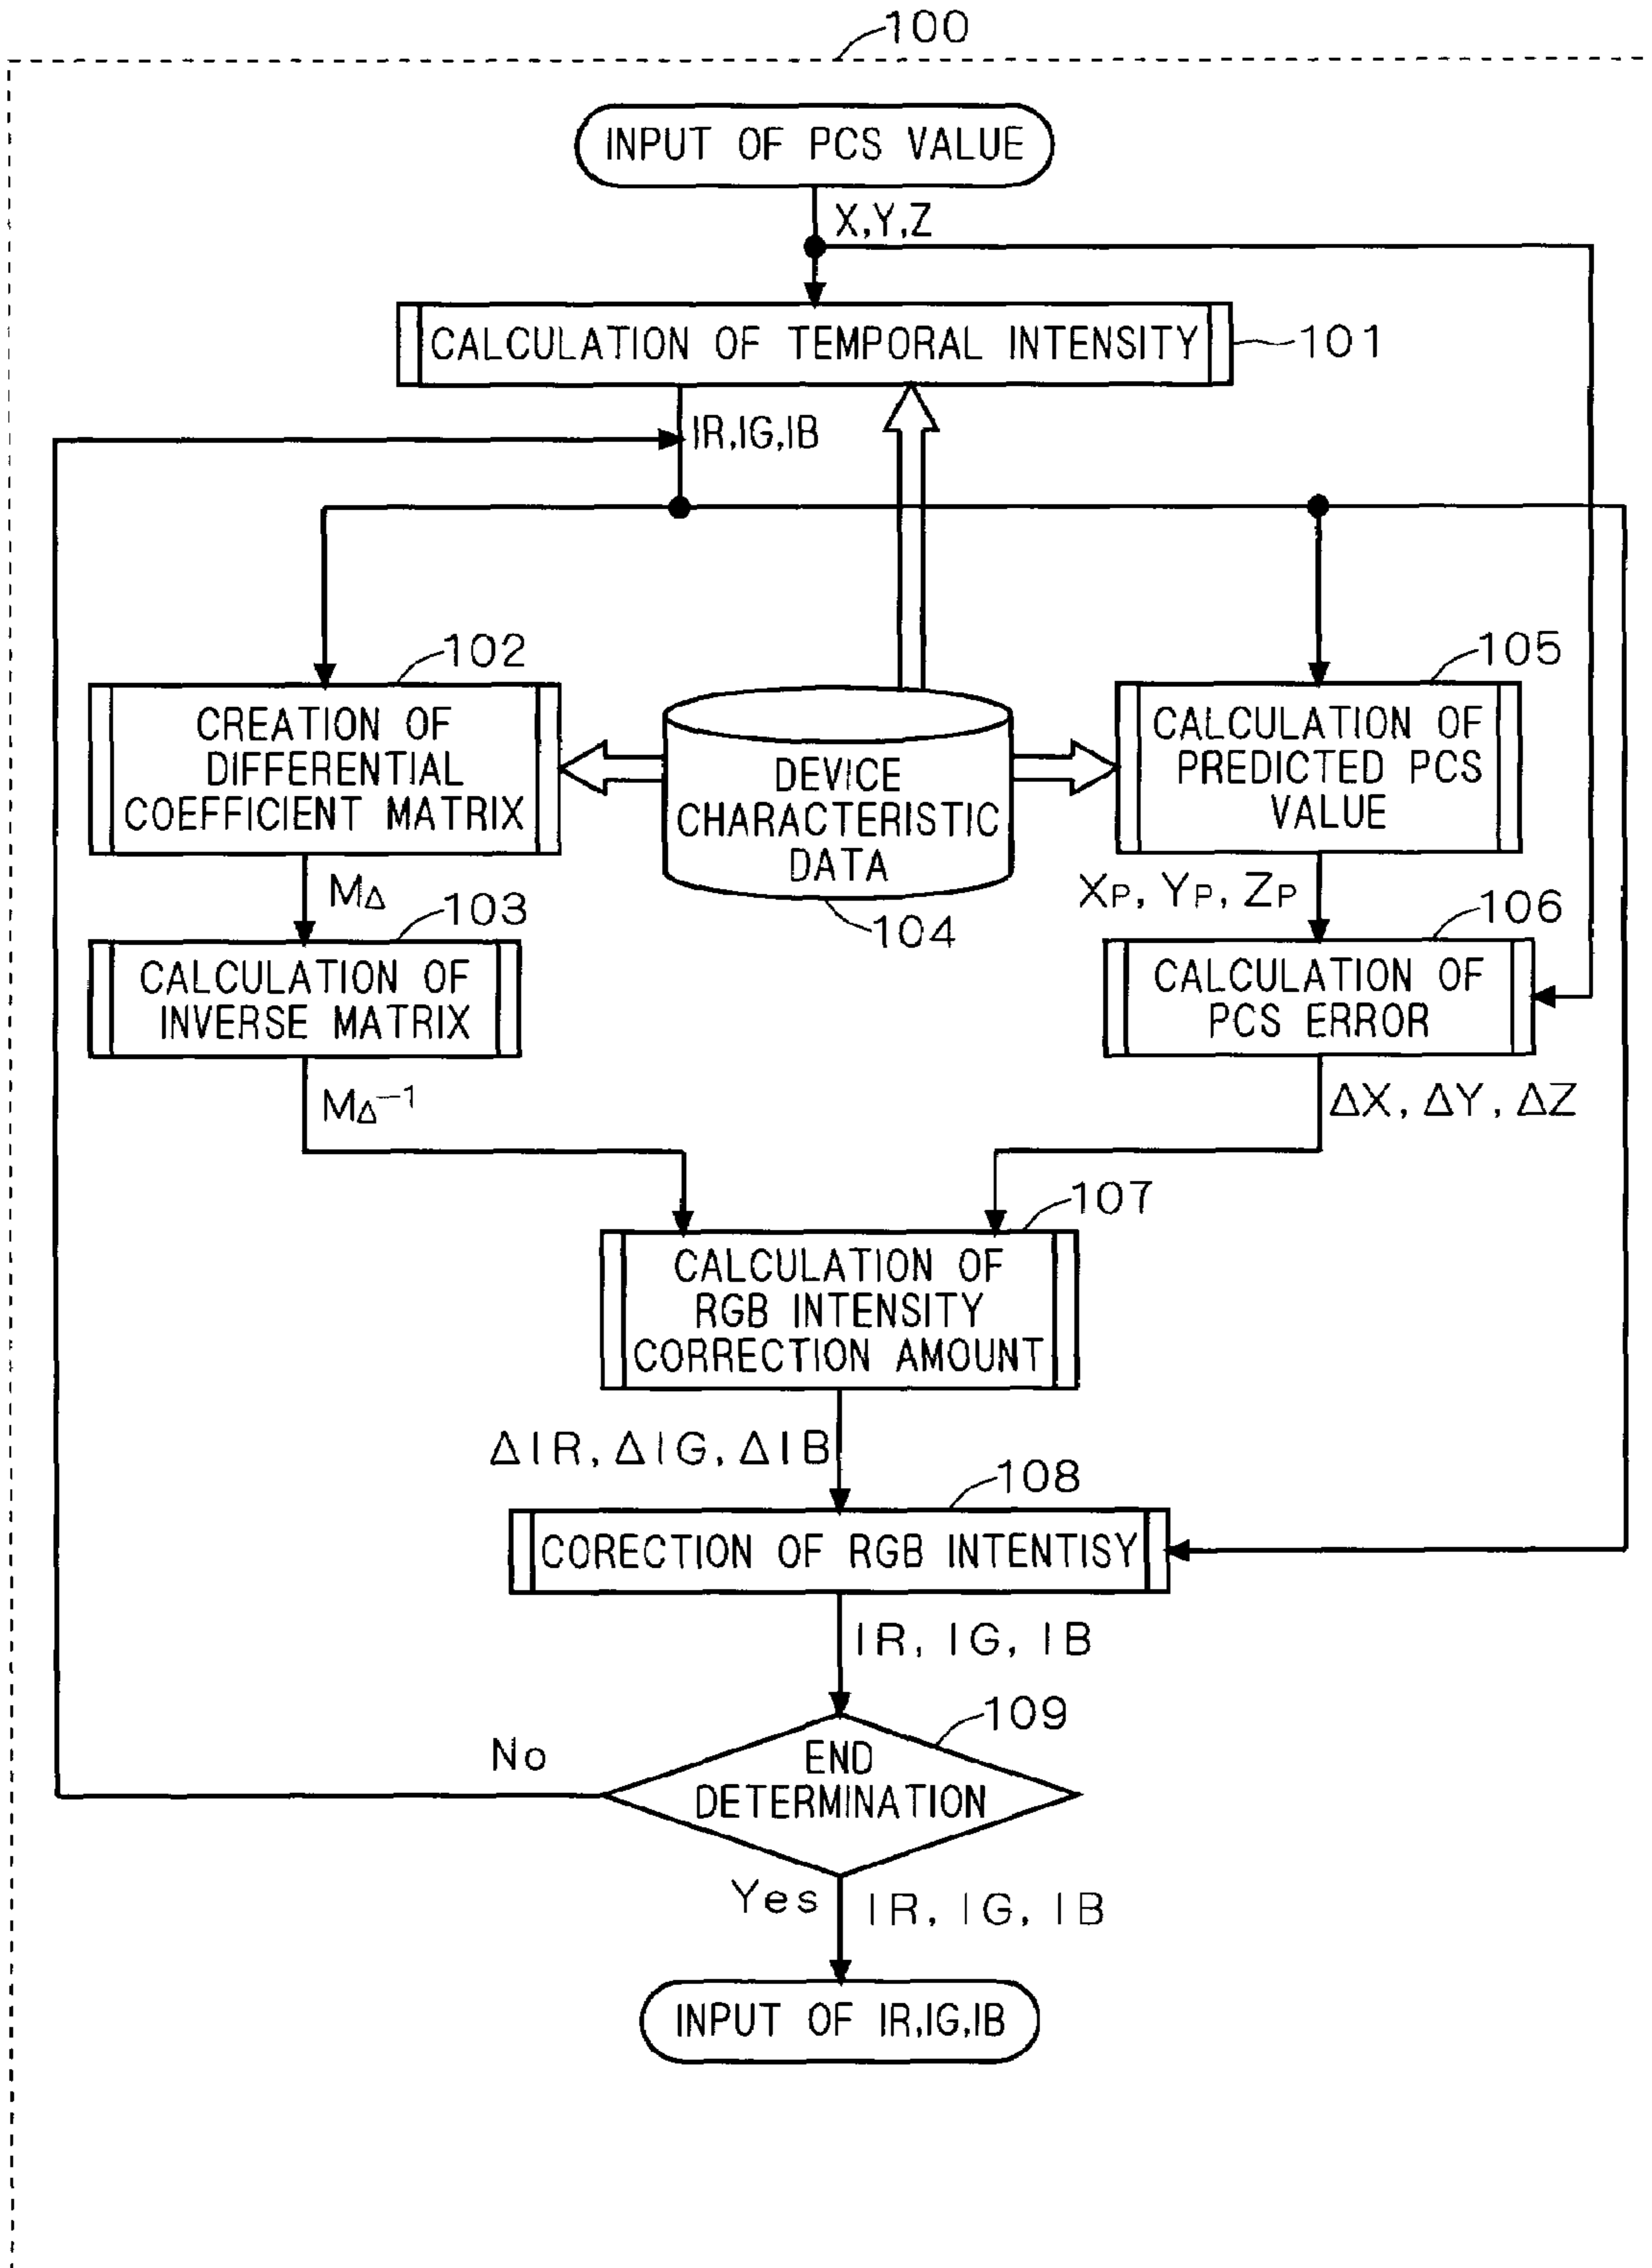 100
INPUT OF PCS VALUE
X,Y,Z
CALCULATION OF TEMPORAL INTENSITY
101
IR,IG,IB
102
CREATION OF
DIFFERENTIAL
COEFFICIENT MATRIX
DEVICE
CHARACTERISTIC
DATA
104
105
CALCULATION OF
PREDICTED PCS
VALUE
MΔ
103
CALCULATION OF
INVERSE MATRIX
XP, YP, ZP
106
CALCULATION OF
PCS ERROR
MΔ⁻¹
ΔX, ΔY, ΔZ
107
CALCULATION OF
RGB INTENSITY
CORRECTION AMOUNT
ΔIR, ΔIG, ΔIB
108
CORECTION OF RGB INTENTISY
IR, IG, IB
109
END
DETERMINATION
No
Yes
IR, IG, IB
INPUT OF IR,IG,IB